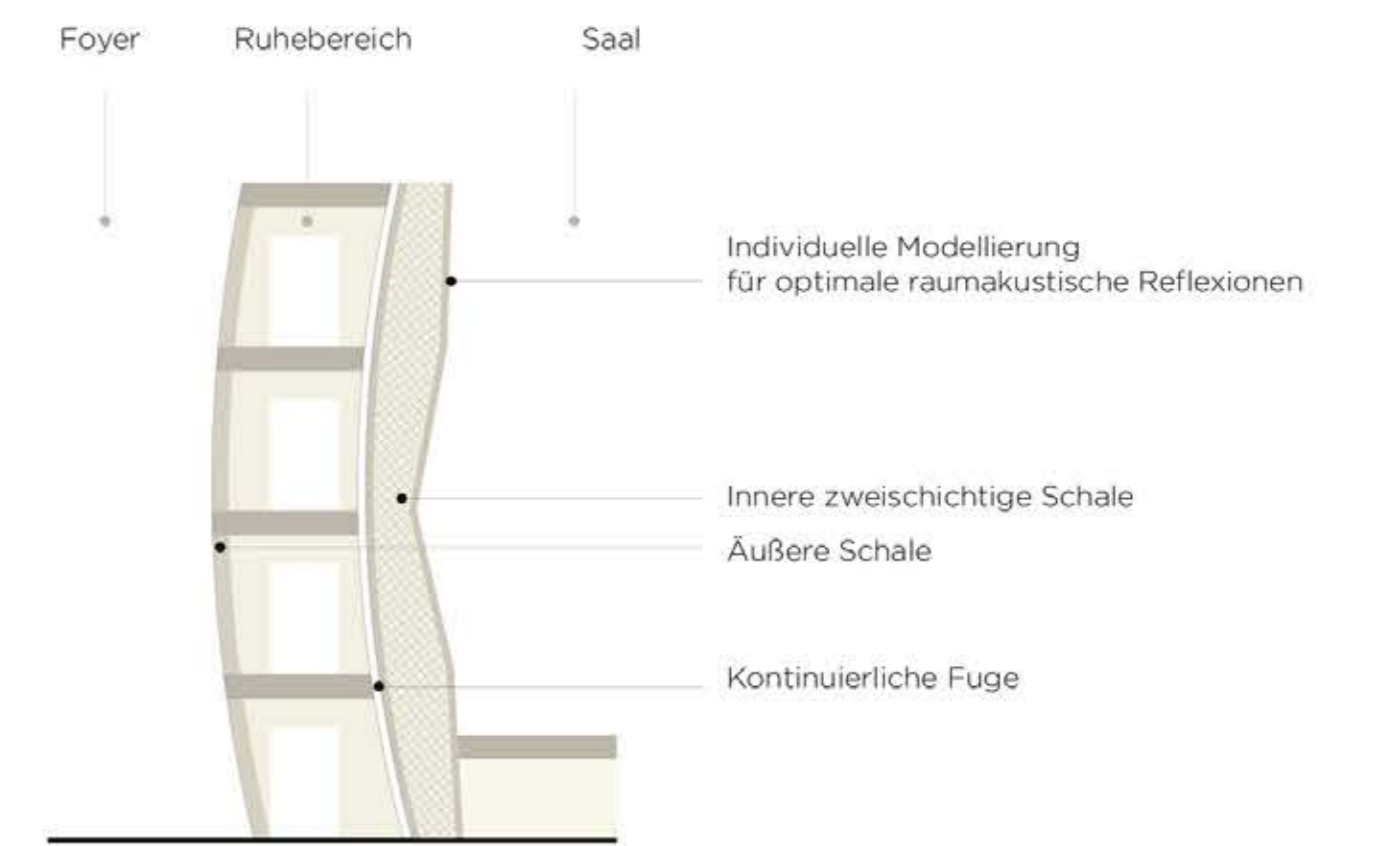 Foyer
Ruhebereich
Saal
Individuelle Modellierung
für optimale raumakustische Reflexionen
Innere zweischichtige Schale
Äußere Schale
Kontinuierliche Fuge